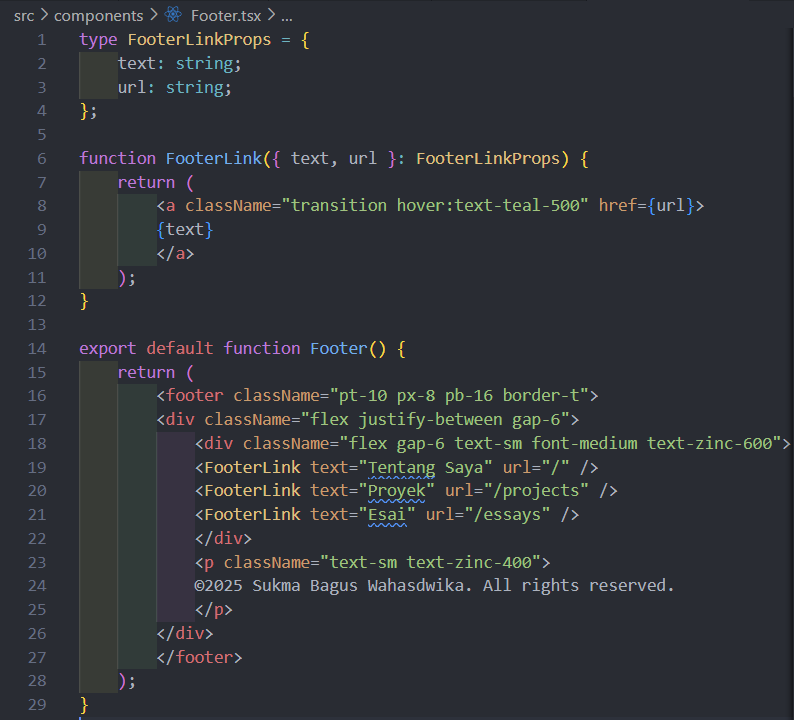 src > components > Footer.tsx > ...
1 type FooterLinkProps = {
2 text: string;
3 url: string;
4 };
5
6 function FooterLink({ text, url }: FooterLinkProps) {
7 return (
8 <a className="transition hover:text-teal-500" href={url}>
9 {text}
10 </a>
11 );
12 }
13
14 export default function Footer() {
15 return (
16 <footer className="pt-10 px-8 pb-16 border-t">
17 <div className="flex justify-between gap-6">
18 <div className="flex gap-6 text-sm font-medium text-zinc-600">
19 <FooterLink text="Tentang Saya" url="/" />
20 <FooterLink text="Proyek" url="/projects" />
21 <FooterLink text="Esai" url="/essays" />
22 </div>
23 <p className="text-sm text-zinc-400">
24 ©2025 Sukma Bagus Wahasdwika. All rights reserved.
25 </p>
26 </div>
27 </footer>
28 );
29 }